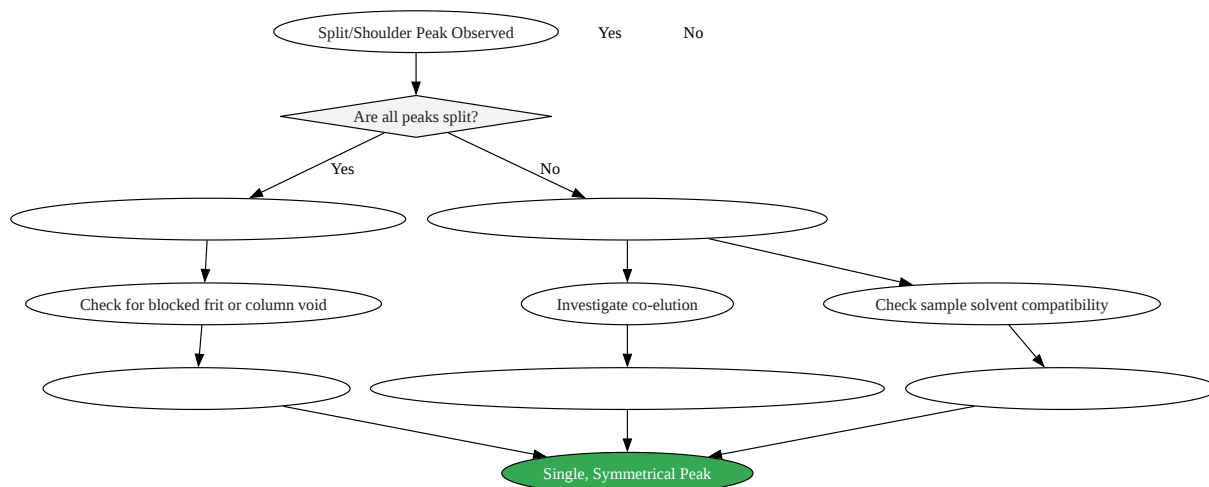 Split/Shoulder Peak Observed
Yes
No
Are all peaks split?
Yes
No
Check for blocked frit or column void
Investigate co-elution
Check sample solvent compatibility
Single, Symmetrical Peak